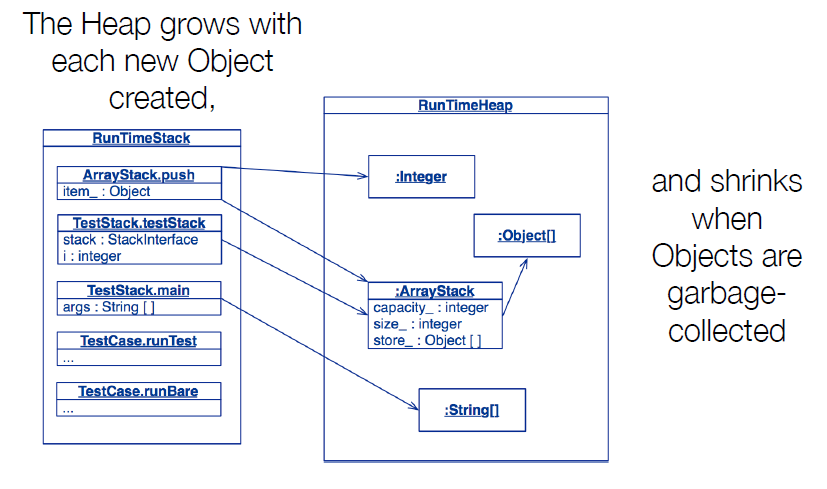 The Heap grows with
each new Object
created,
RunTimeStack
ArrayStack.push
item_ : Object
TestStack.testStack
stack : StackInterface
i : integer
TestStack.main
args : String [ ]
TestCase.runTest
...
TestCase.runBare
...
RunTimeHeap
:Integer
:Object[]
:ArrayStack
capacity_ : integer
size_ : integer
store_ : Object [ ]
:String[]
and shrinks
when
Objects are
garbage-
collected